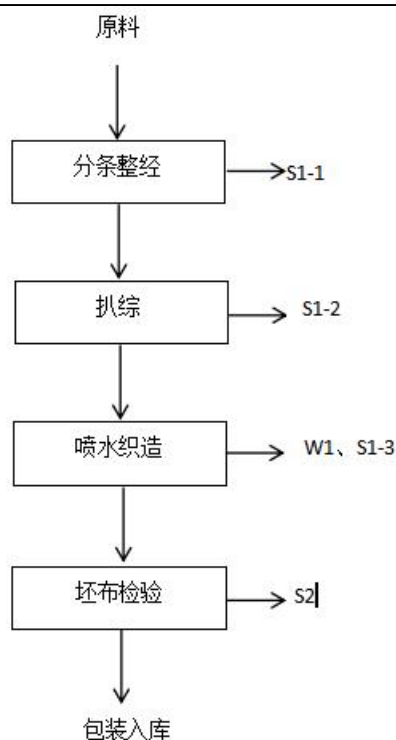 原料
分条整经
S1-1
扒综
S1-2
喷水织造
W1、S1-3
坯布检验
S2
包装入库